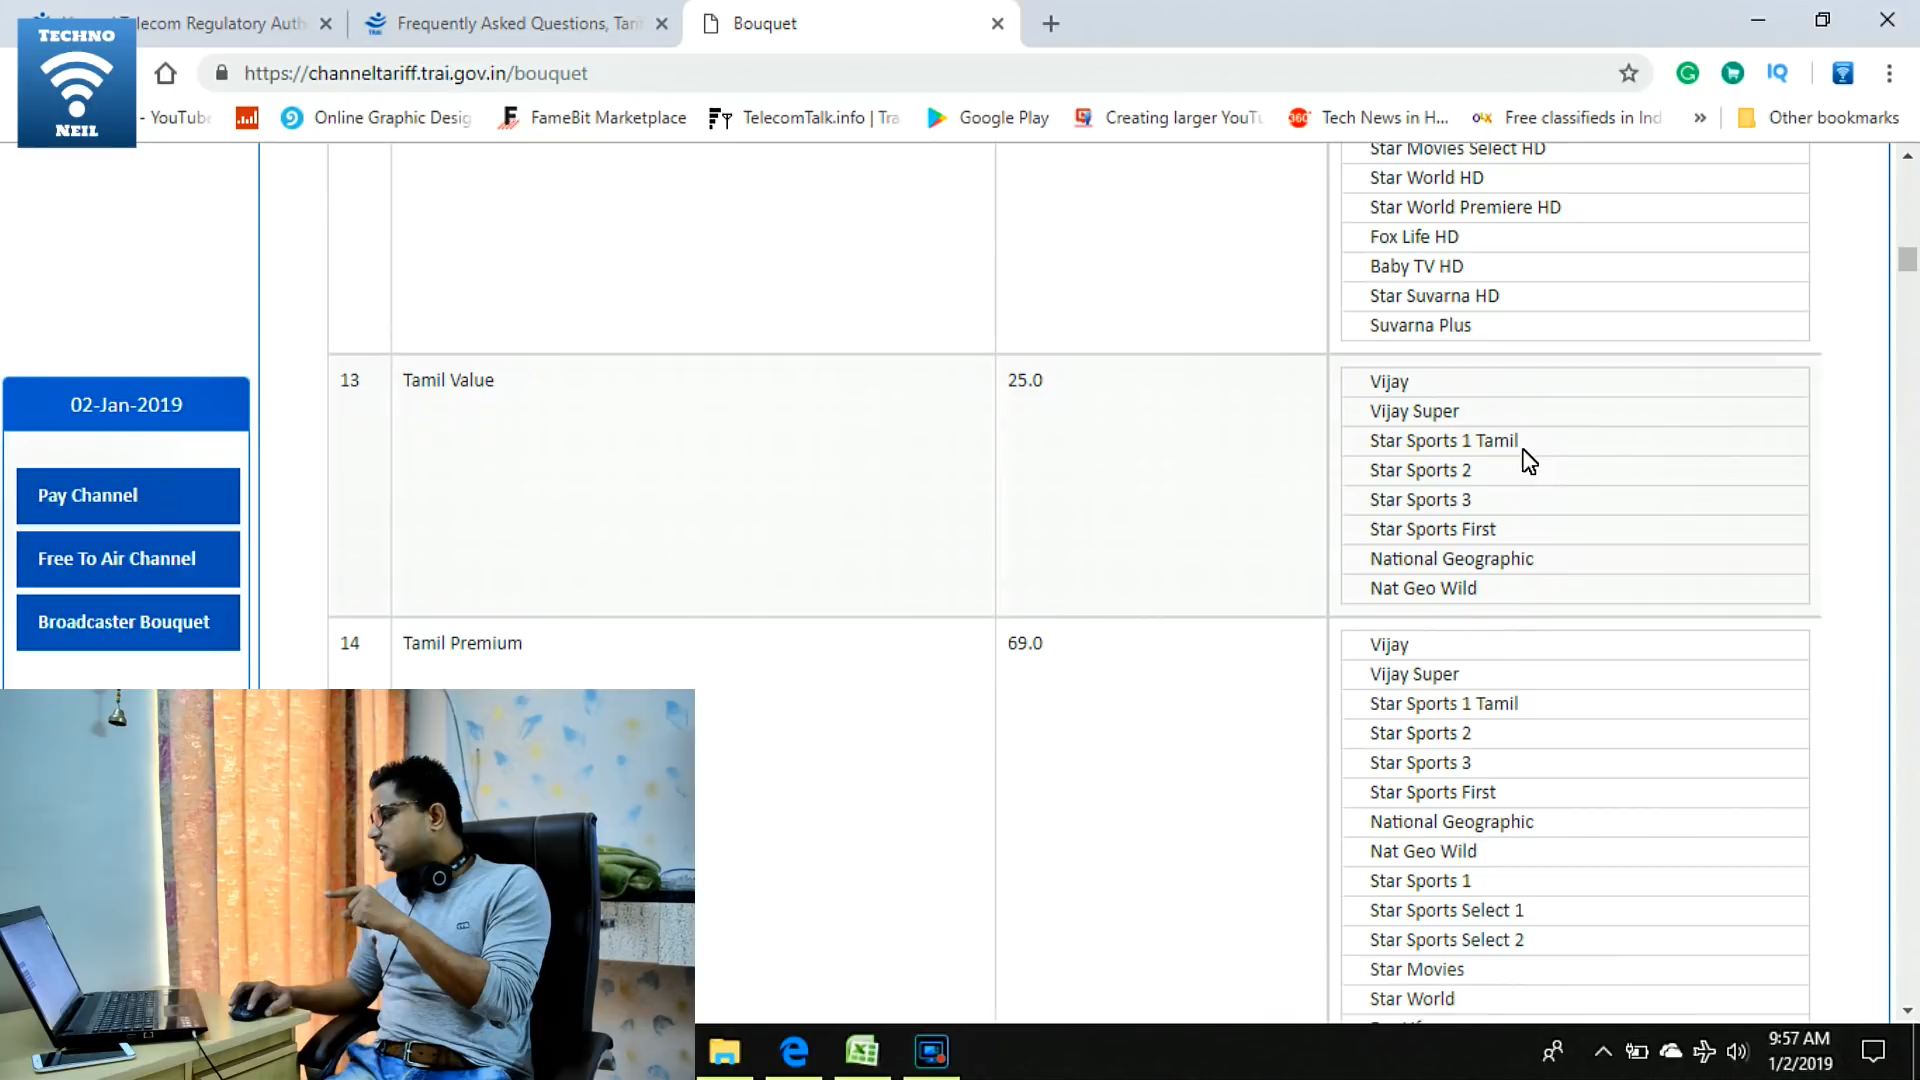 TECHNO
NEIL
Telecom Regulatory Auth
Frequently Asked Questions, Tari
Bouquet
https://channeltariff.trai.gov.in/bouquet
IQ
- YouTube
Online Graphic Desig
FameBit Marketplace
TelecomTalk.info | Tra
Google Play
Creating larger YouTu
Tech News in H...
Free classifieds in Ind
»
Other bookmarks
Star Movies Select HD
Star World HD
Star World Premiere HD
Fox Life HD
Baby TV HD
Star Suvarna HD
Suvarna Plus
02-Jan-2019
Pay Channel
Free To Air Channel
Broadcaster Bouquet
13
Tamil Value
25.0
Vijay
Vijay Super
Star Sports 1 Tamil
Star Sports 2
Star Sports 3
Star Sports First
National Geographic
Nat Geo Wild
14
Tamil Premium
69.0
Vijay
Vijay Super
Star Sports 1 Tamil
Star Sports 2
Star Sports 3
Star Sports First
National Geographic
Nat Geo Wild
Star Sports 1
Star Sports Select 1
Star Sports Select 2
Star Movies
Star World
9:57 AM
1/2/2019